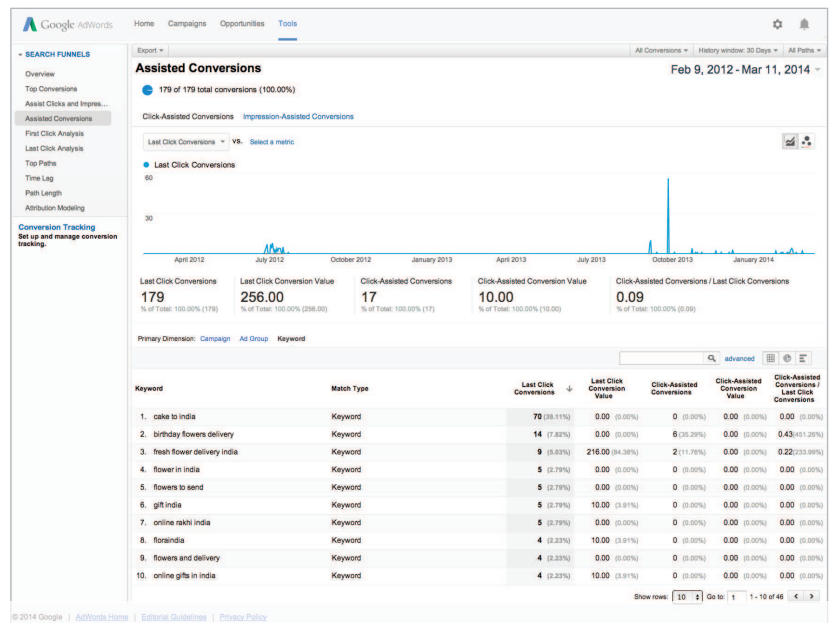 Google AdWords Home Campaigns Opportunities Tools
SEARCH FUNNELS
Overview
Top Conversions
Assist Clicks and Impres...
Assisted Conversions
First Click Analysis
Last Click Analysis
Top Paths
Time Lag
Path Length
Attribution Modeling
Conversion Tracking
Set up and manage conversion
tracking.
Export All Conversions History window: 30 Days All Paths
Assisted Conversions Feb 9, 2012 - Mar 11, 2014
179 of 179 total conversions (100.00%)
Click-Assisted Conversions Impression-Assisted Conversions
Last Click Conversions VS. Select a metric
Last Click Conversions
60
30
April 2012 July 2012 October 2012 January 2013 April 2013 July 2013 October 2013 January 2014
Last Click Conversions Last Click Conversion Value Click-Assisted Conversions Click-Assisted Conversion Value Click-Assisted Conversions / Last Click Conversions
179 256.00 17 10.00 0.09
% of Total: 100.00% (179) % of Total: 100.00% (256.00) % of Total: 100.00% (17) % of Total: 100.00% (10.00) % of Total: 100.00% (0.09)
Primary Dimension: Campaign Ad Group Keyword
advanced
Keyword Match Type Last Click Conversions Last Click Conversion Value Click-Assisted Conversions Click-Assisted Conversion Value Click-Assisted Conversions / Last Click Conversions
1. cake to india Keyword 70 (39.11%) 0.00 (0.00%) 0 (0.00%) 0.00 (0.00%) 0.00 (0.00%)
2. birthday flowers delivery Keyword 14 (7.82%) 0.00 (0.00%) 6 (35.29%) 0.00 (0.00%) 0.43 (451.26%)
3. fresh flower delivery india Keyword 9 (5.03%) 216.00 (84.38%) 2 (11.76%) 0.00 (0.00%) 0.22 (233.99%)
4. flower in india Keyword 5 (2.79%) 0.00 (0.00%) 0 (0.00%) 0.00 (0.00%) 0.00 (0.00%)
5. flowers to send Keyword 5 (2.79%) 0.00 (0.00%) 0 (0.00%) 0.00 (0.00%) 0.00 (0.00%)
6. gift india Keyword 5 (2.79%) 10.00 (3.91%) 0 (0.00%) 0.00 (0.00%) 0.00 (0.00%)
7. online rakhi india Keyword 5 (2.79%) 0.00 (0.00%) 0 (0.00%) 0.00 (0.00%) 0.00 (0.00%)
8. floraindia Keyword 4 (2.23%) 10.00 (3.91%) 0 (0.00%) 0.00 (0.00%) 0.00 (0.00%)
9. flowers and delivery Keyword 4 (2.23%) 0.00 (0.00%) 0 (0.00%) 0.00 (0.00%) 0.00 (0.00%)
10. online gifts in india Keyword 4 (2.23%) 10.00 (3.91%) 0 (0.00%) 0.00 (0.00%) 0.00 (0.00%)
Show rows: 10 Go to: 1 1 - 10 of 46
© 2014 Google | AdWords Home | Editorial Guidelines | Privacy Policy